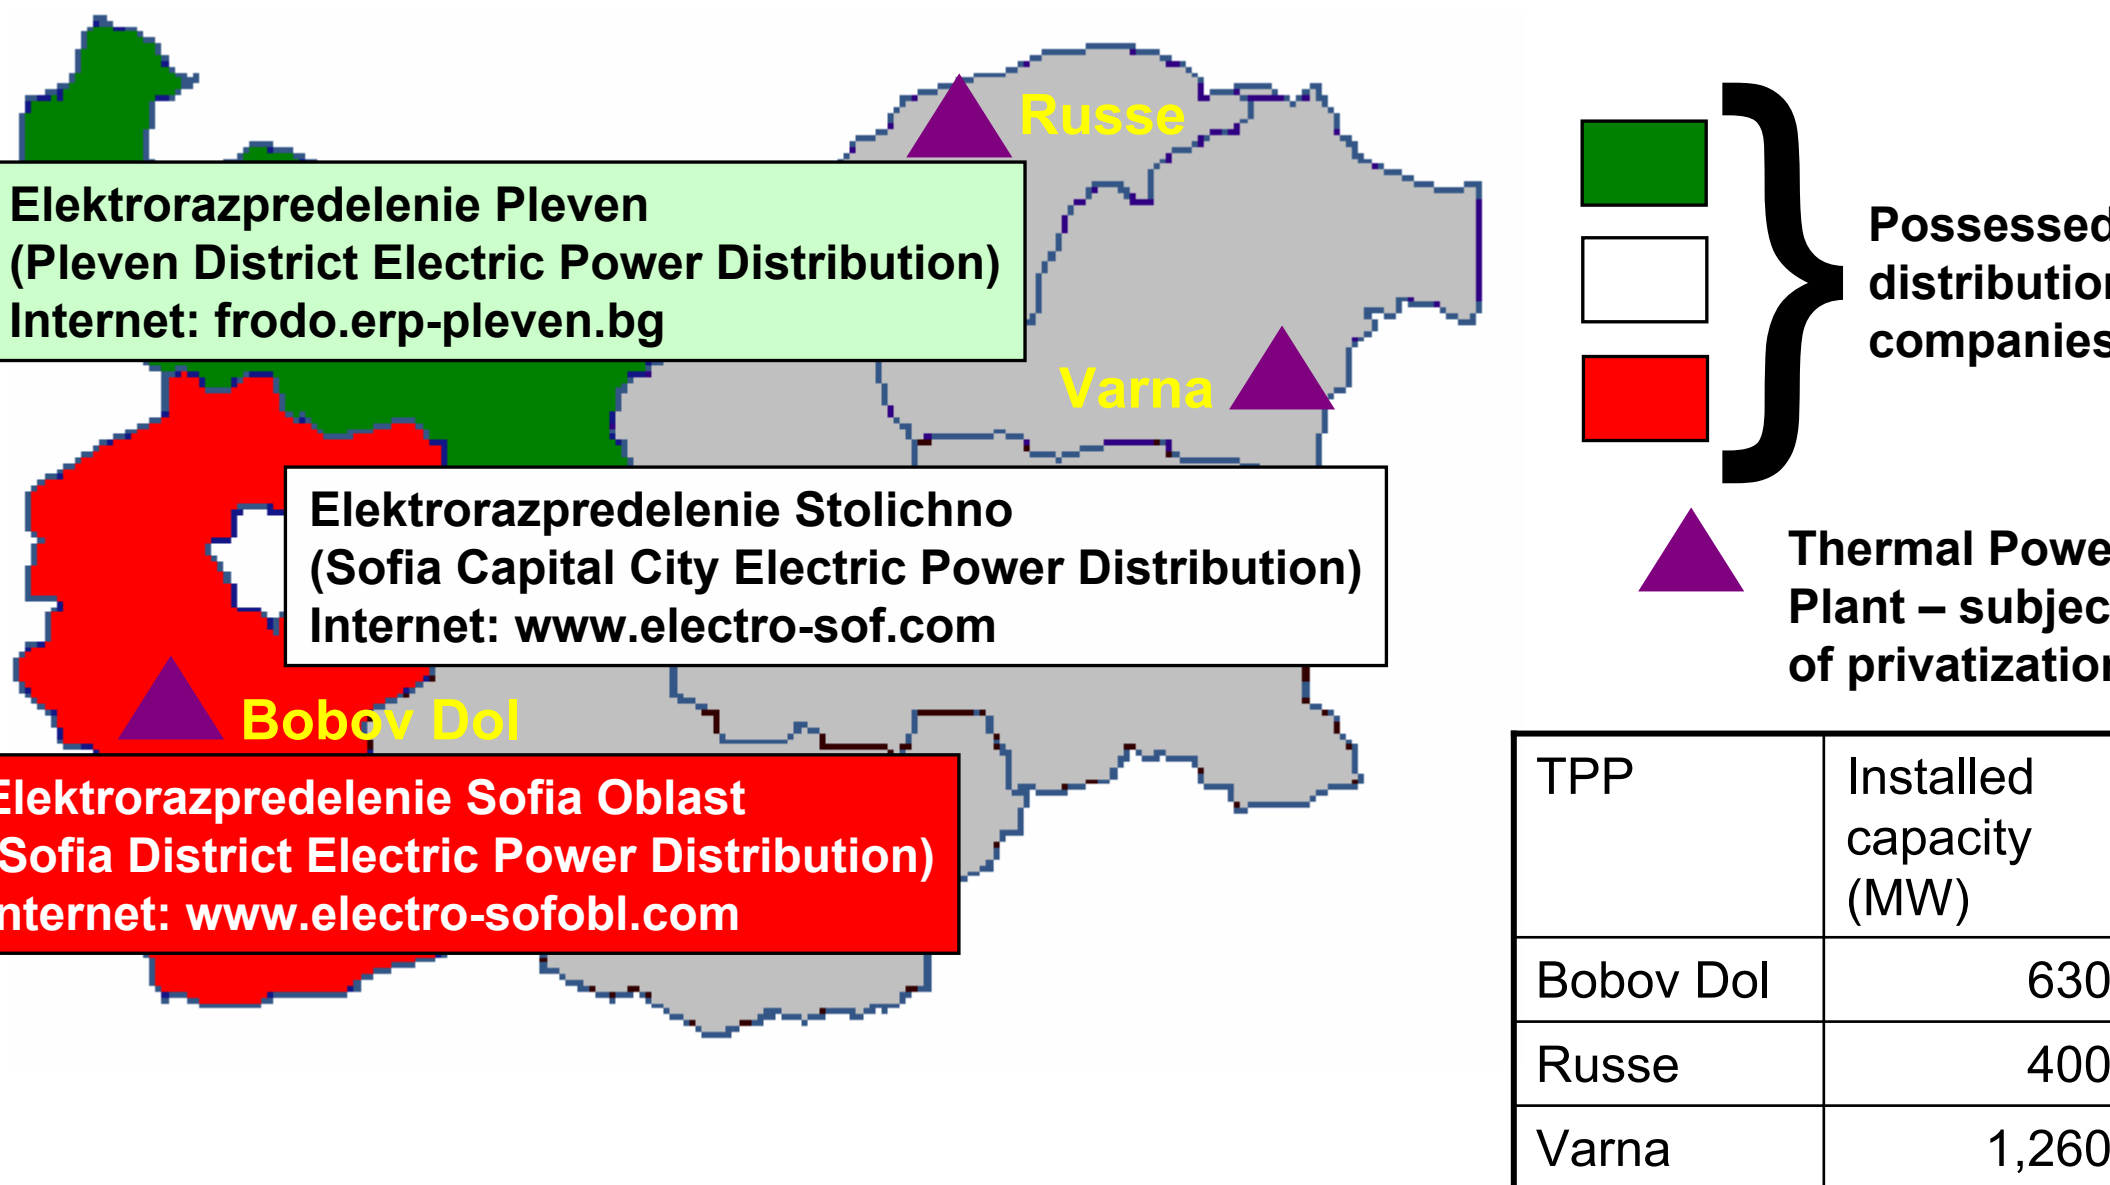 Russe
Elektrorazpredelenie Pleven
(Pleven District Electric Power Distribution)
Internet: frodo.erp-pleven.bg
Varna
Elektrorazpredelenie Stolichno
(Sofia Capital City Electric Power Distribution)
Internet: www.electro-sof.com
Bobov Dol
Elektrorazpredelenie Sofia Oblast
Sofia District Electric Power Distribution)
nternet: www.electro-sofobl.com
Possessed
distribution
companies
Thermal Powe
Plant – subjec
of privatization
TPP Installed
capacity
(MW)
Bobov Dol 630
Russe 400
Varna 1,260